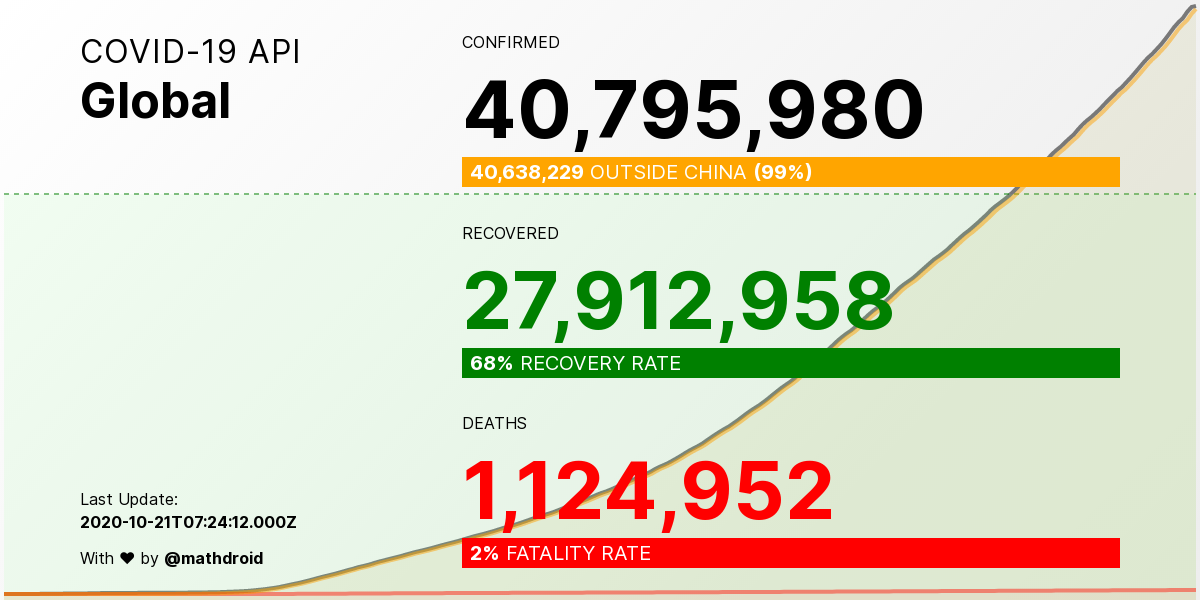 COVID-19 API
Global
CONFIRMED
40,795,980
40,638,229 OUTSIDE CHINA (99%)
RECOVERED
27,912,958
68% RECOVERY RATE
DEATHS
1,124,952
2% FATALITY RATE
Last Update:
2020-10-21T07:24:12.000Z
With ♥ by @mathdroid